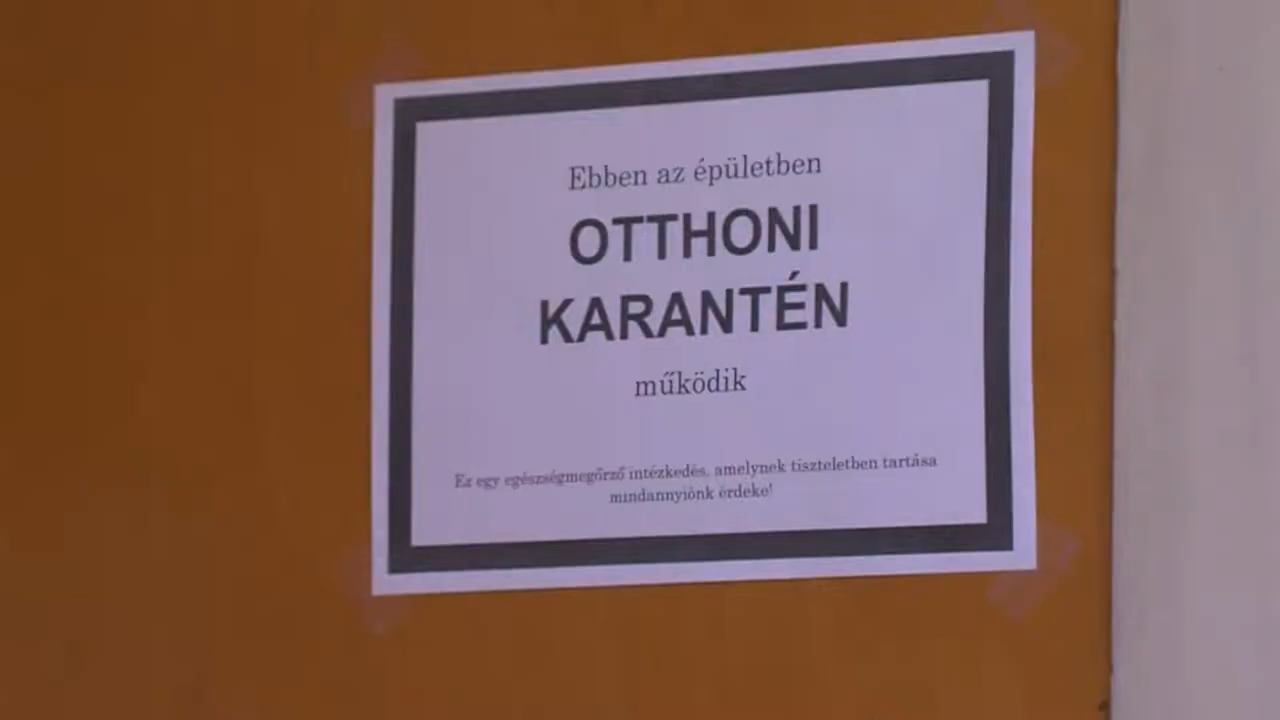 Ebben az épületben
OTTHONI
KARANTÉN
működik
Ez egy egészségmegőrző intézkedés, amelynek tiszteletben tartása
mindannyiónk érdeke!